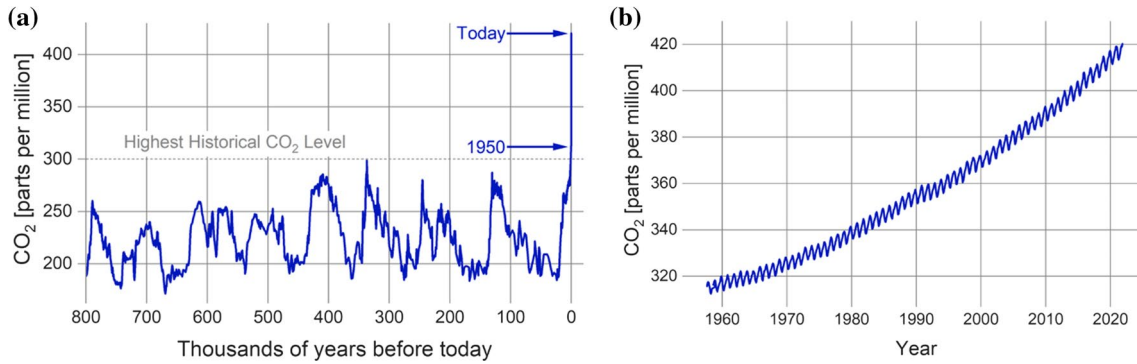 (a)
CO₂ [parts per million]
400
350
300
250
200
Today
Highest Historical CO₂ Level
1950
800 700 600 500 400 300 200 100 0
Thousands of years before today
(b)
CO₂ [parts per million]
420
400
380
360
340
320
1960 1970 1980 1990 2000 2010 2020
Year